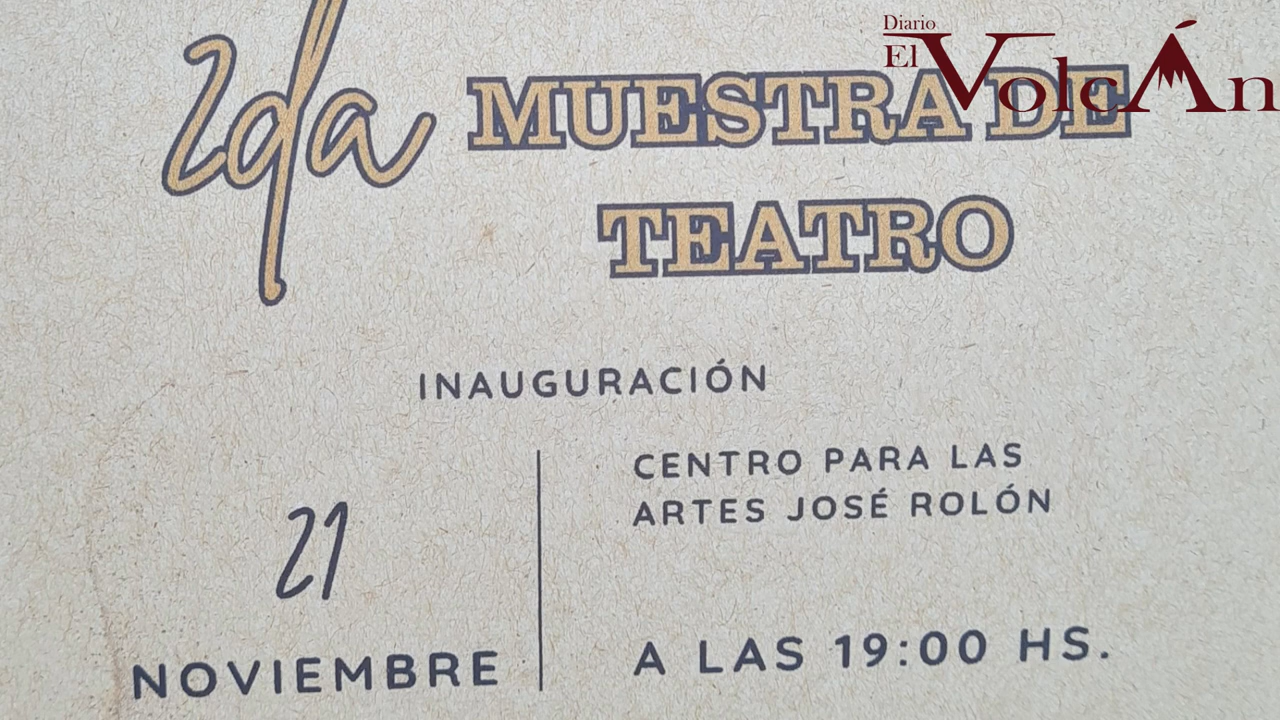 Diario
El VolcÁn
2da MUESTRA DE
TEATRO
INAUGURACIÓN
21
NOVIEMBRE
CENTRO PARA LAS
ARTES JOSÉ ROLÓN
A LAS 19:00 HS.